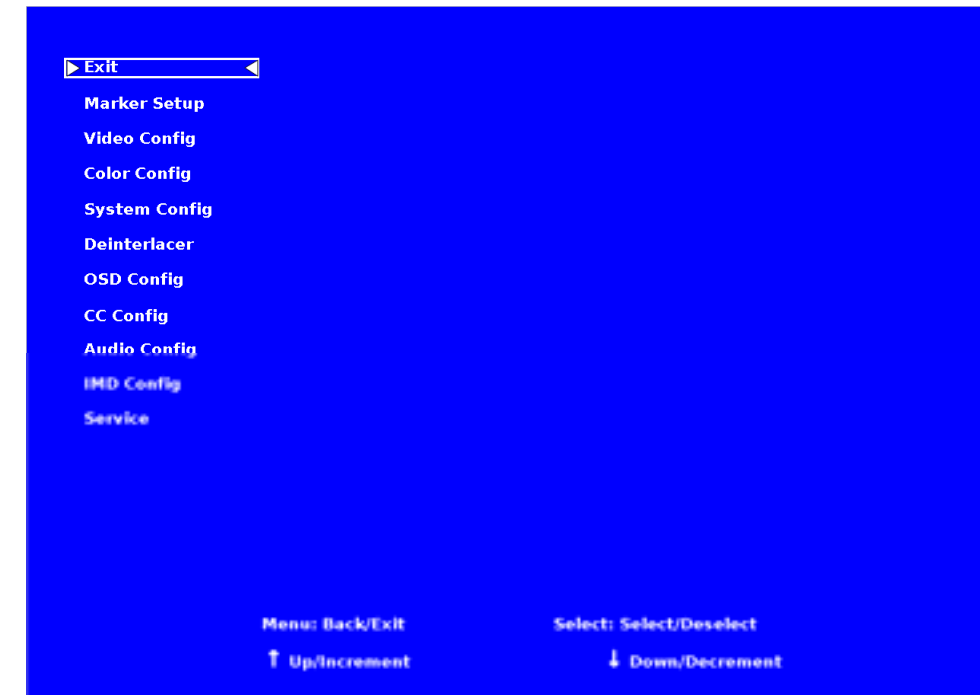 Exit
Marker Setup
Video Config
Color Config
System Config
Deinterlacer
OSD Config
CC Config
Audio Config
IMD Config
Service
Menu: Back/Exit Select: Select/Deselect
↑ Up/Increment ↓ Down/Decrement